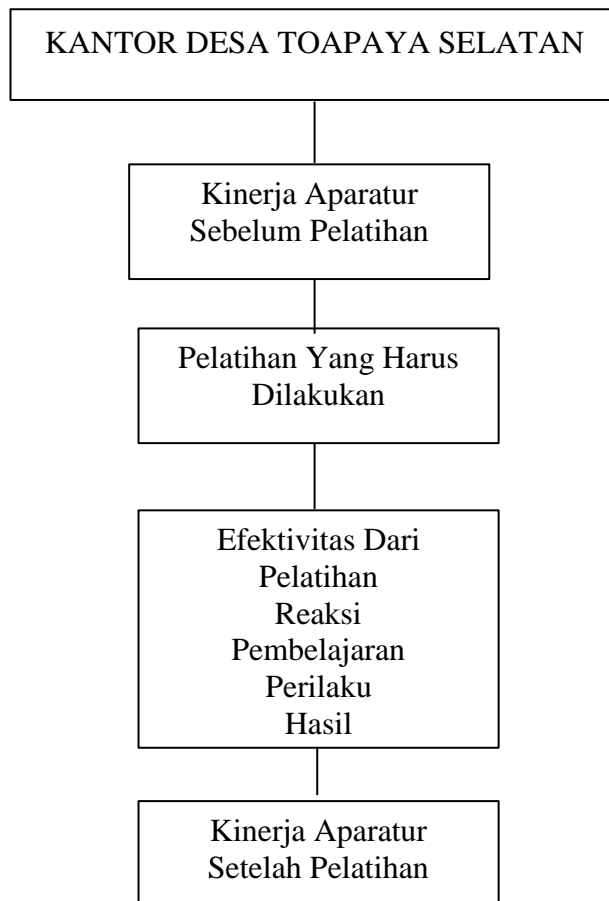 KANTOR DESA TOAPAYA SELATAN
Kinerja Aparatur
Sebelum Pelatihan
Pelatihan Yang Harus
Dilakukan
Efektivitas Dari
Pelatihan
Reaksi
Pembelajaran
Perilaku
Hasil
Kinerja Aparatur
Setelah Pelatihan